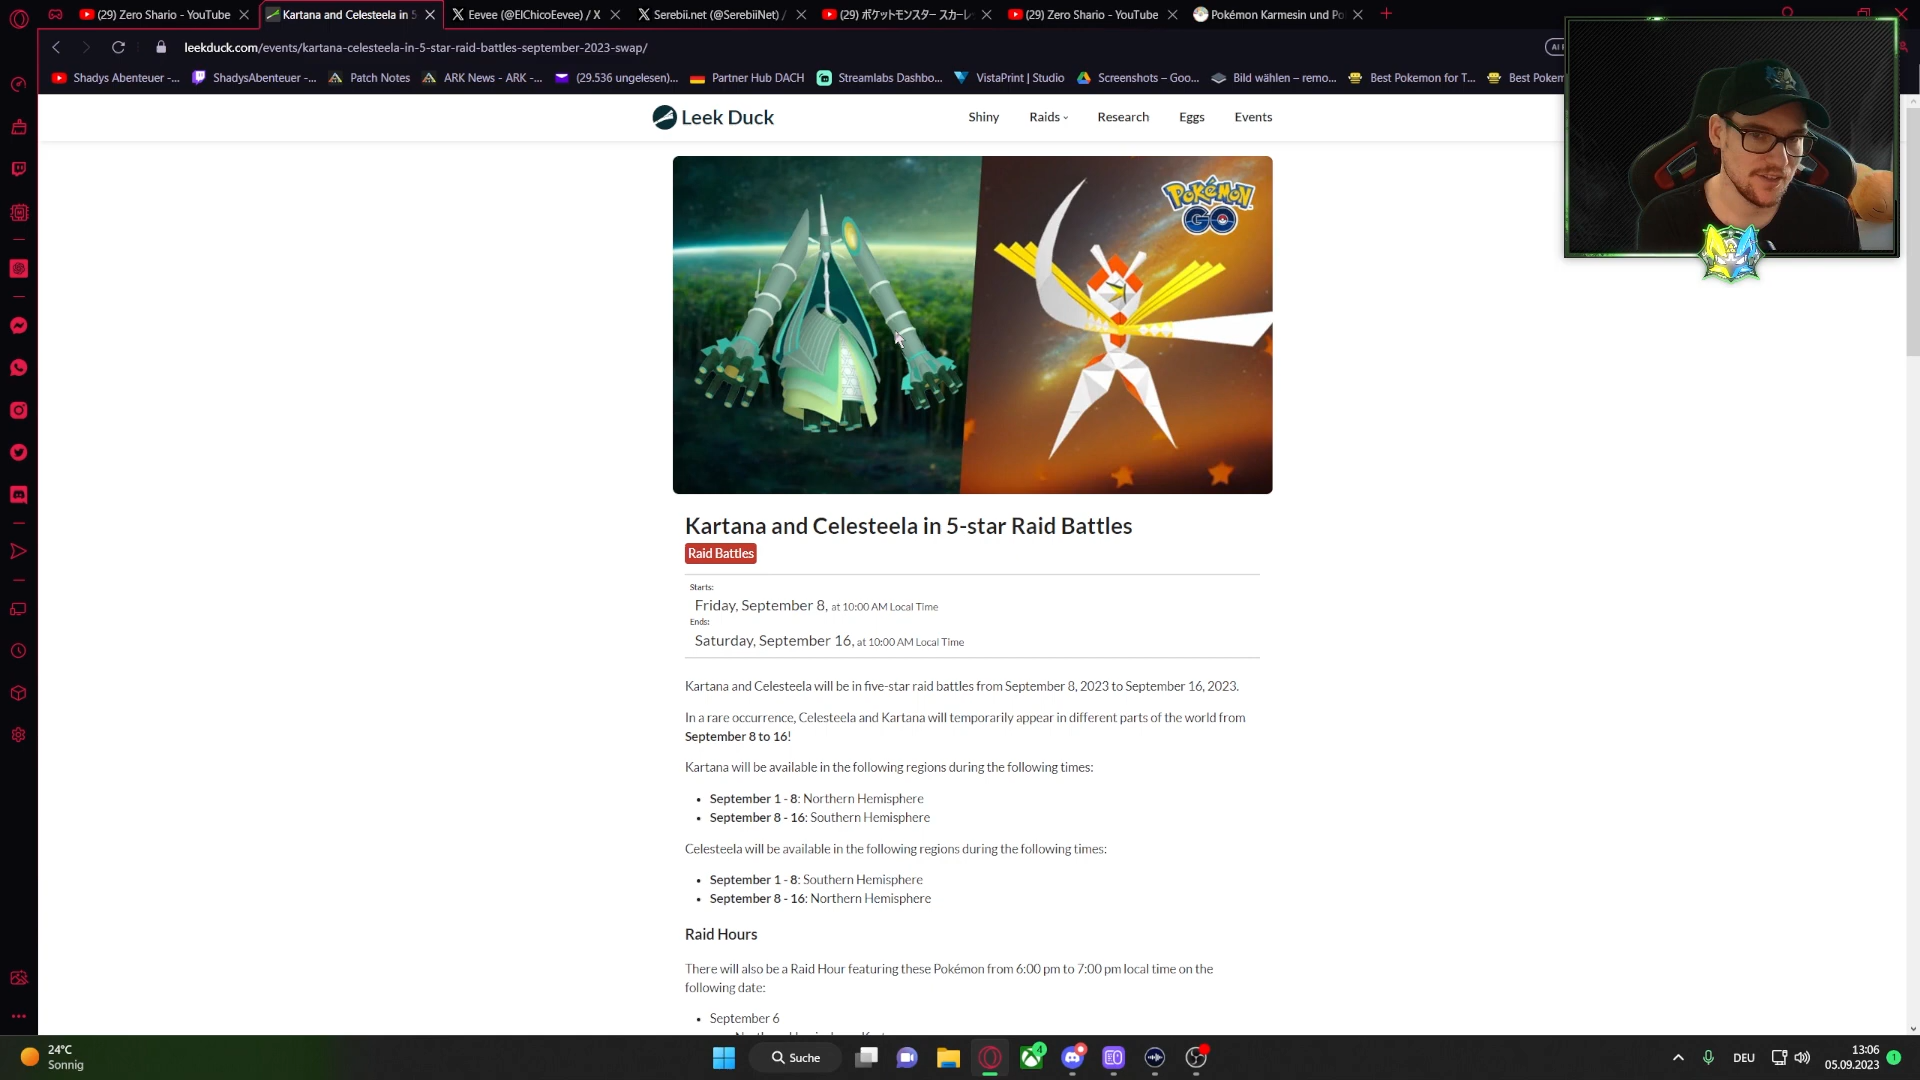 (29) Zero Shario - YouTube
Kartana and Celesteela in 5
Eevee (@ElChicoEevee) / X
Serebii.net (@SerebiiNet) /
(29) ポケットモンスター スカーレ
(29) Zero Shario - YouTube
Pokémon Karmesin und Po
leekduck.com/events/kartana-celesteela-in-5-star-raid-battles-september-2023-swap/
Shadys Abenteuer -...
ShadysAbenteuer -...
Patch Notes
ARK News - ARK -...
(29.536 ungelesen)...
Partner Hub DACH
Streamlabs Dashbo...
VistaPrint | Studio
Screenshots – Goo...
Bild wählen – remo...
Best Pokemon for T...
Best Pokem
Leek Duck
Shiny
Raids
Research
Eggs
Events
POKéMON
GO
Kartana and Celesteela in 5-star Raid Battles
Raid Battles
Starts:
Friday, September 8, at 10:00 AM Local Time
Ends:
Saturday, September 16, at 10:00 AM Local Time
Kartana and Celesteela will be in five-star raid battles from September 8, 2023 to September 16, 2023.
In a rare occurrence, Celesteela and Kartana will temporarily appear in different parts of the world from
September 8 to 16!
Kartana will be available in the following regions during the following times:
• September 1 - 8: Northern Hemisphere
• September 8 - 16: Southern Hemisphere
Celesteela will be available in the following regions during the following times:
• September 1 - 8: Southern Hemisphere
• September 8 - 16: Northern Hemisphere
Raid Hours
There will also be a Raid Hour featuring these Pokémon from 6:00 pm to 7:00 pm local time on the
following date:
• September 6
24°C
Sonnig
Suche
4
DEU
13:06
05.09.2023
1